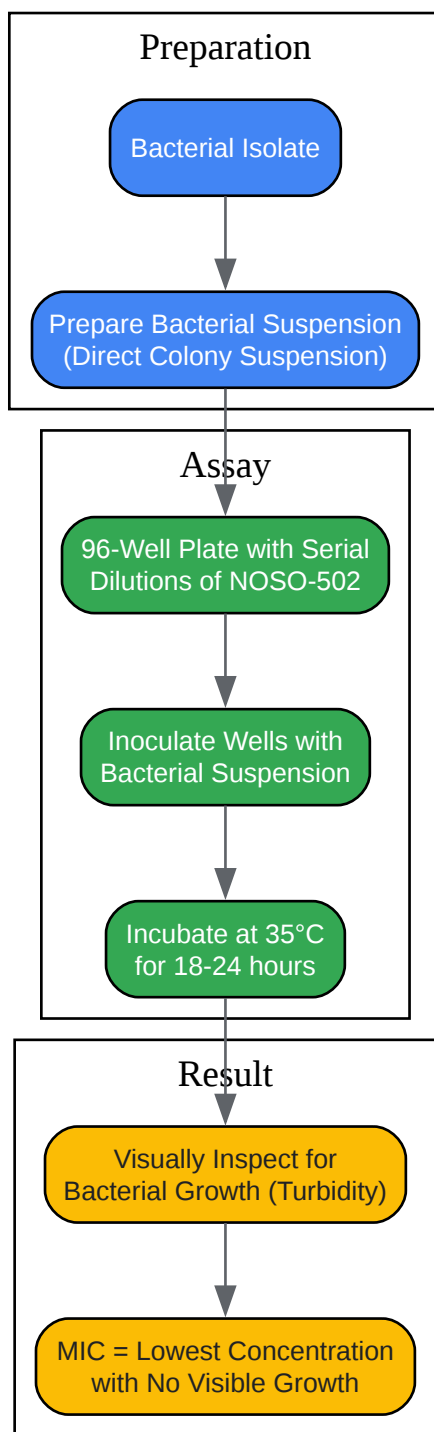 Preparation
Bacterial Isolate
Prepare Bacterial Suspension
(Direct Colony Suspension)
Assay
96-Well Plate with Serial
Dilutions of NOSO-502
Inoculate Wells with
Bacterial Suspension
Incubate at 35°C
for 18-24 hours
Result
Visually Inspect for
Bacterial Growth (Turbidity)
MIC = Lowest Concentration
with No Visible Growth